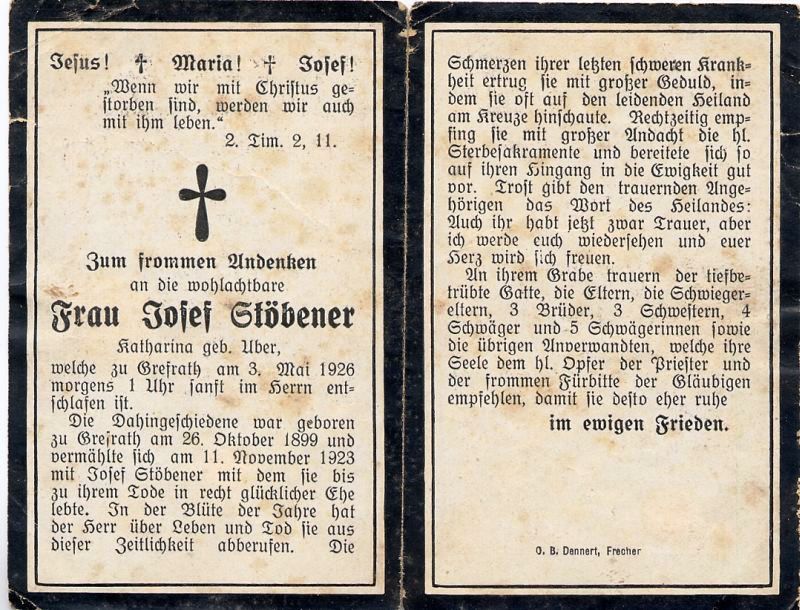 Jesus! ✝ Maria! ✝ Josef!
„Wenn wir mit Christus ge=
storben sind, werden wir auch
mit ihm leben.“
2. Tim. 2, 11.
Zum frommen Andenken
an die wohlachtbare
Frau Josef Stöbener
Katharina geb. Uber,
welche zu Grefrath am 3. Mai 1926
morgens 1 Uhr sanft im Herrn ent=
schlafen ist.
Die Dahingeschiedene war geboren
zu Grefrath am 26. Oktober 1899 und
vermählte sich am 11. November 1923
mit Josef Stöbener mit dem sie bis
zu ihrem Tode in recht glücklicher Ehe
lebte. In der Blüte der Jahre hat
der Herr über Leben und Tod sie aus
dieser Zeitlichkeit abberufen. Die
Schmerzen ihrer letzten schweren Krank=
heit ertrug sie mit großer Geduld, in=
dem sie oft auf den leidenden Heiland
am Kreuze hinschaute. Rechtzeitig emp=
fing sie mit großer Andacht die hl.
Sterbesakramente und bereitete sich so
auf ihren Hingang in die Ewigkeit gut
vor. Trost gibt den trauernden Ange=
hörigen das Wort des Heilandes:
Auch ihr habt jetzt zwar Trauer, aber
ich werde euch wiedersehen und euer
Herz wird sich freuen.
An ihrem Grabe trauern der tiefbe=
trübte Gatte, die Eltern, die Schwieger=
eltern, 3 Brüder, 3 Schwestern, 4
Schwäger und 5 Schwägerinnen sowie
die übrigen Anverwandten, welche ihre
Seele dem hl. Opfer der Priester und
der frommen Fürbitte der Gläubigen
empfehlen, damit sie desto eher ruhe
im ewigen Frieden.
O. B. Dannert, Frechen